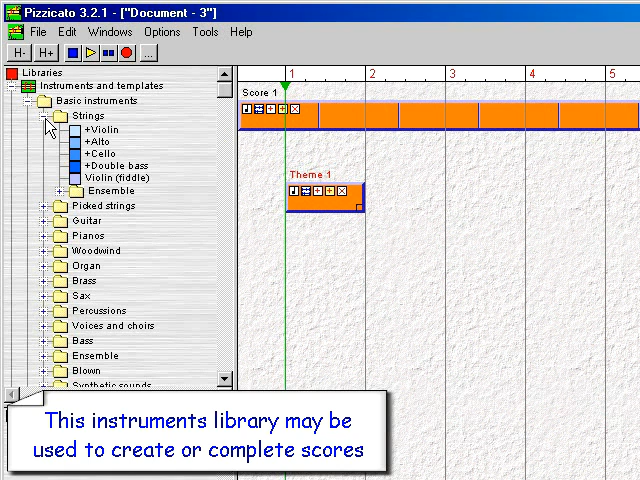 Pizzicato 3.2.1 - ["Document - 3"]
File Edit Windows Options Tools Help
H- H+ ...
Libraries
Instruments and templates
Basic instruments
Strings
+Violin
+Alto
+Cello
+Double bass
Violin (fiddle)
Ensemble
Picked strings
Guitar
Pianos
Woodwind
Organ
Brass
Sax
Percussions
Voices and choirs
Bass
Ensemble
Blown
Synthetic sounds
1 2 3 4 5
Score 1
Theme 1
This instruments library may be
used to create or complete scores